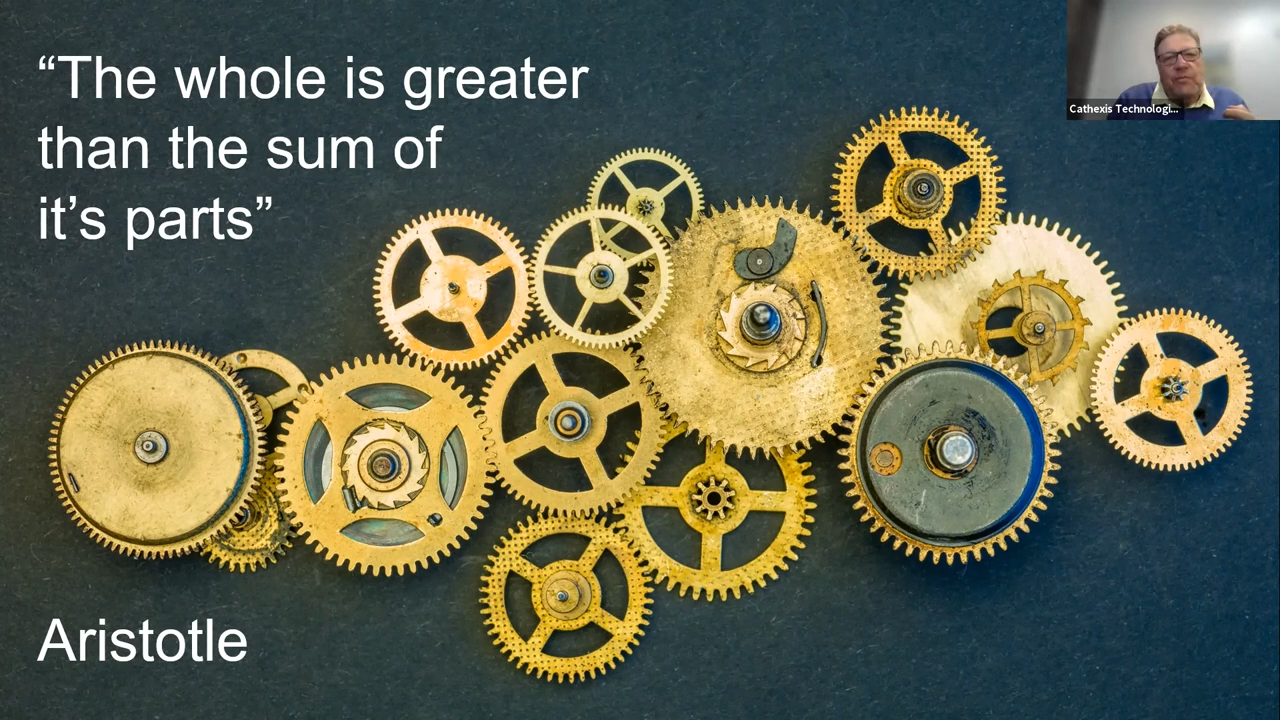 “The whole is greater
than the sum of
it’s parts”
Aristotle
Cathexis Technologi...